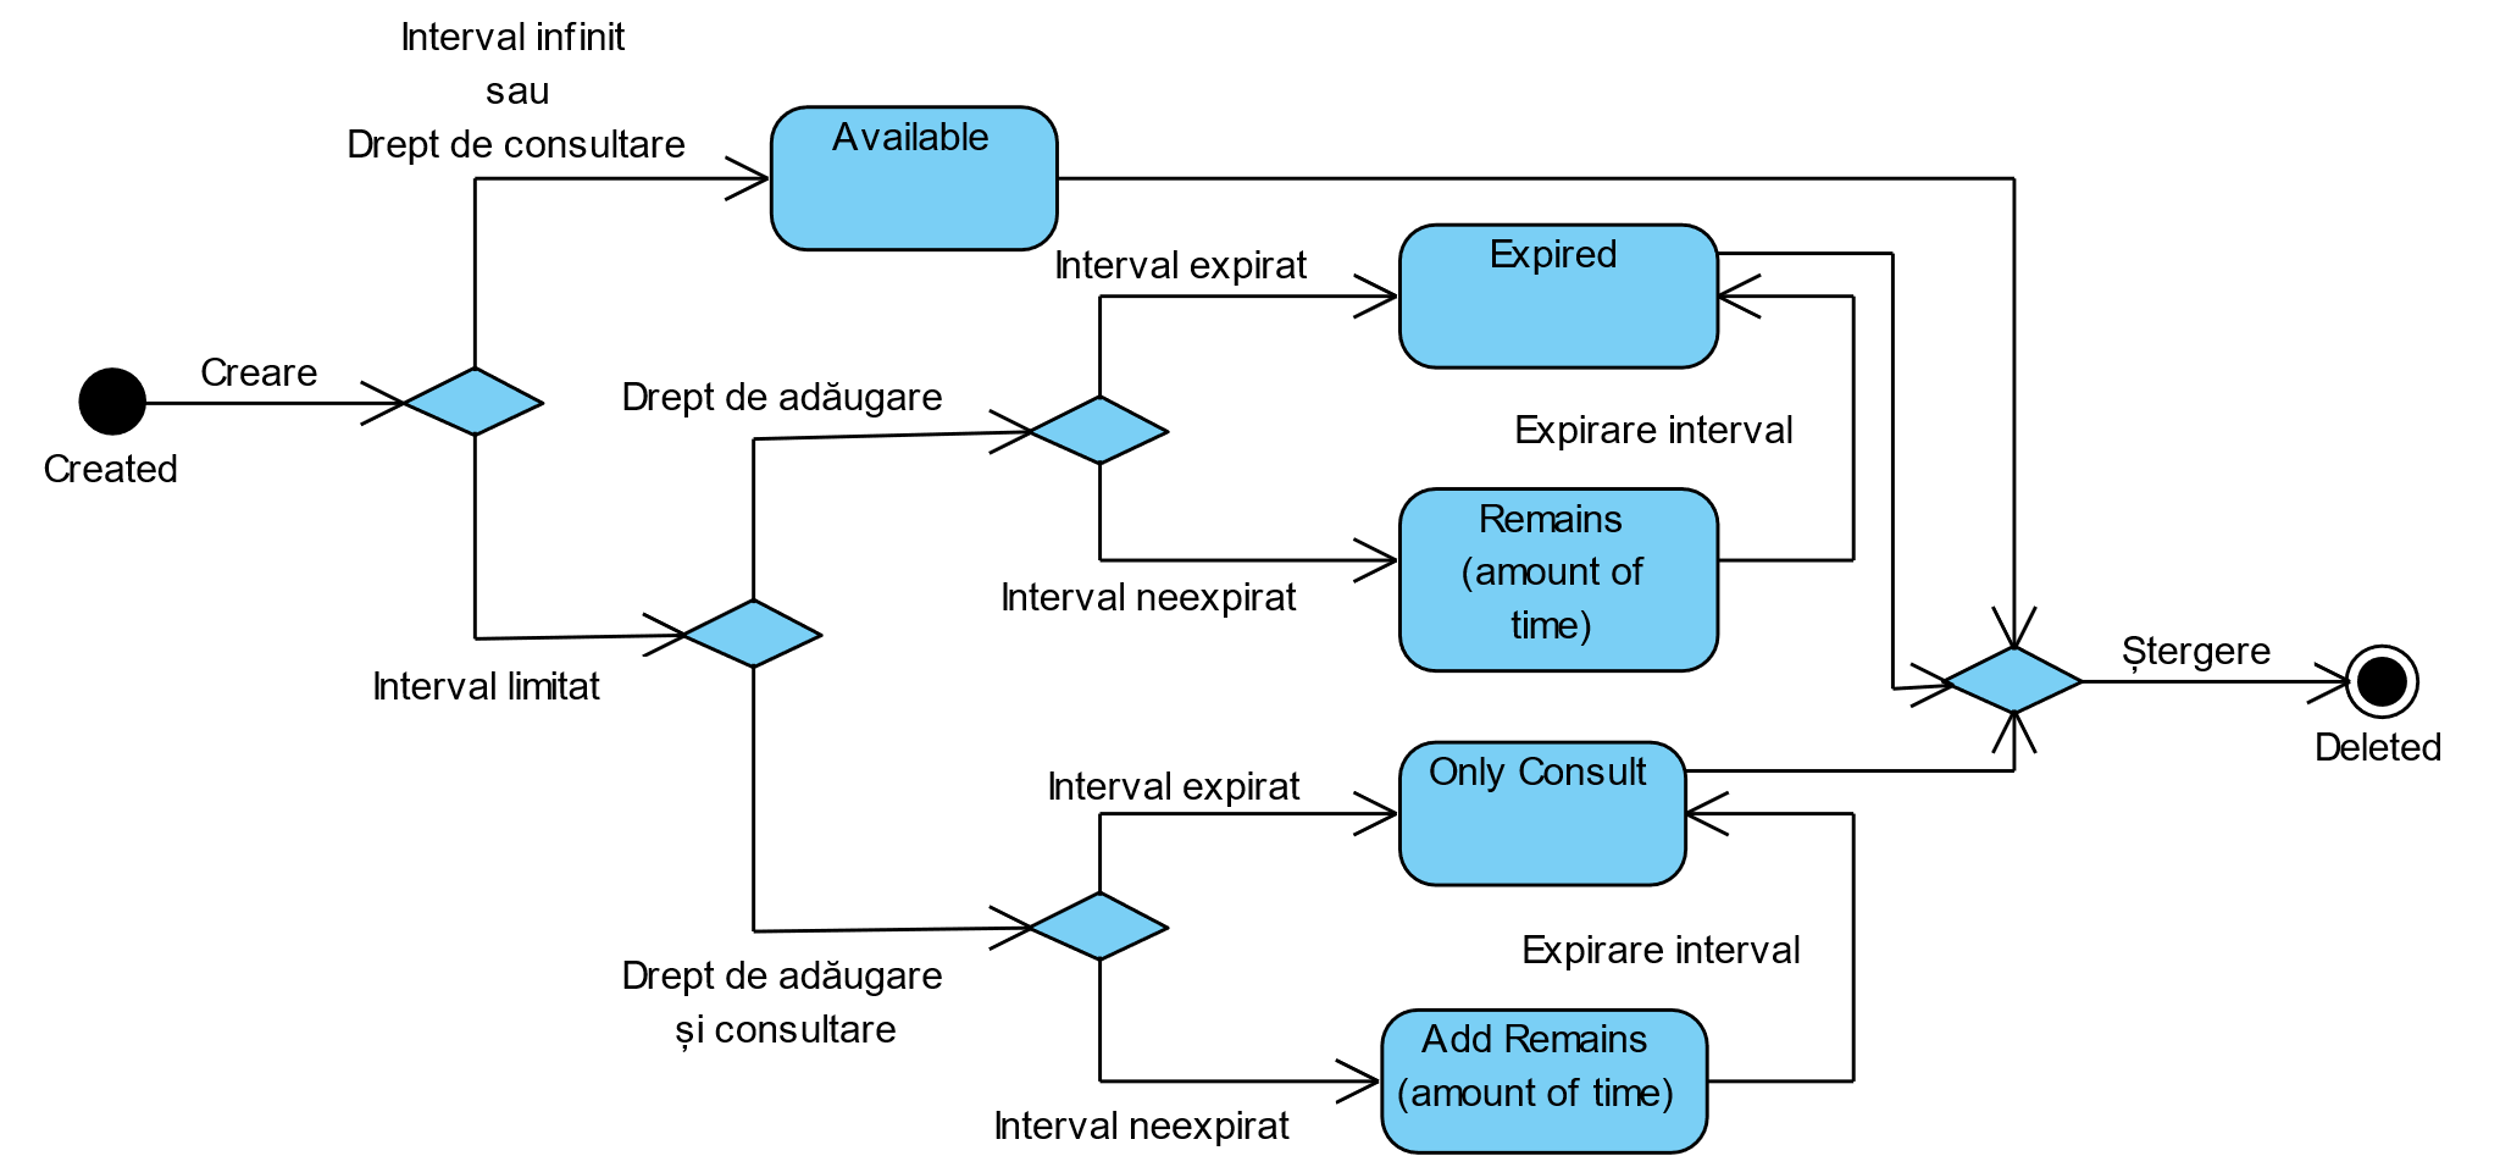 Interval infinit
sau
Drept de consultare
Available
Interval expirat
Expired
Creare
Created
Drept de adăugare
Expirare interval
Remains
(amount of
time)
Interval neexpirat
Interval limitat
Ștergere
Deleted
Interval expirat
Only Consult
Expirare interval
Drept de adăugare
și consultare
Add Remains
(amount of time)
Interval neexpirat